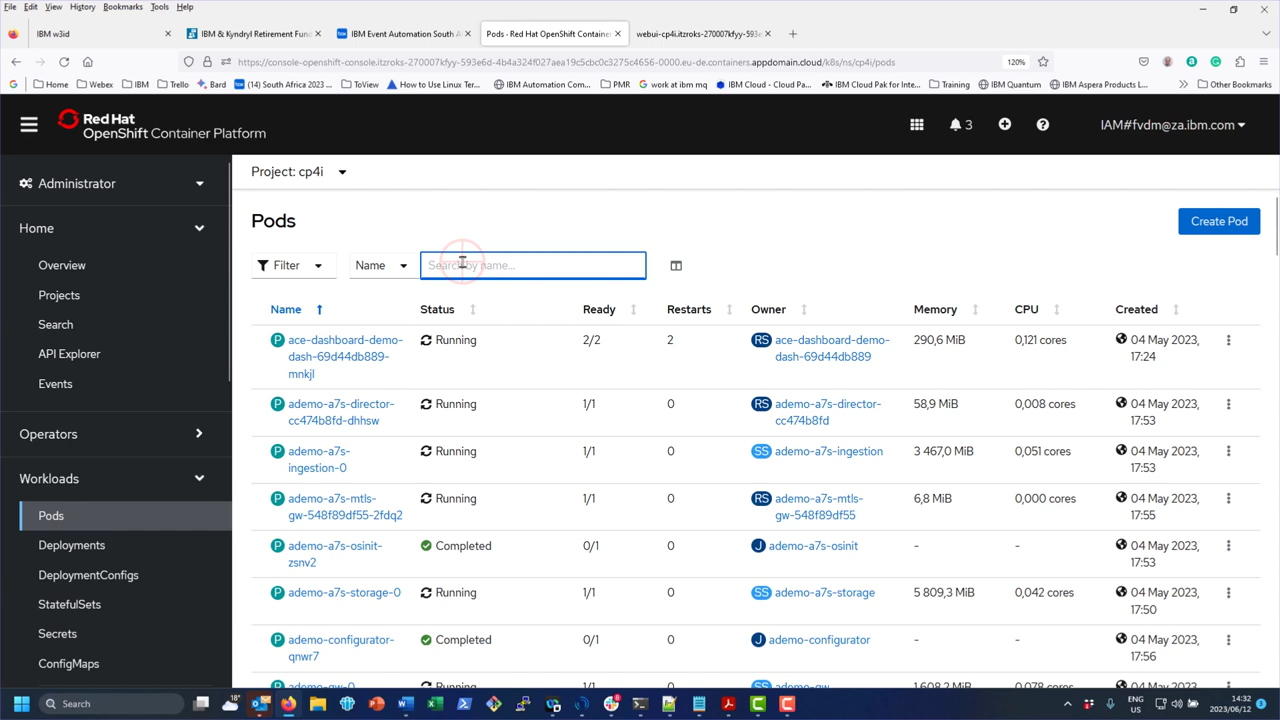 File Edit View History Bookmarks Tools Help
IBM w3id
IBM & Kyndryl Retirement Fun
IBM Event Automation South A
Pods - Red Hat OpenShift Container
webui-cp4i.itzroks-270007kfyy-593e
https://console-openshift-console.itzroks-270007kfyy-593e6d-4b4a324f027aea19c5cbc0c3275c4656-0000.eu-de.containers.appdomain.cloud/k8s/ns/cp4i/pods
120%
Home Webex IBM Trello Bard (14) South Africa 2023... ToView How to Use Linux Ter... IBM Automation Com... PMR work at ibm mq IBM Cloud - Cloud Pa... IBM Cloud Pak for Inte... Training IBM Quantum IBM Aspera Products L... Other Bookmarks
Red Hat
OpenShift Container Platform
3
IAM#fvdm@za.ibm.com
Administrator
Home
Overview
Projects
Search
API Explorer
Events
Operators
Workloads
Pods
Deployments
DeploymentConfigs
StatefulSets
Secrets
ConfigMaps
Project: cp4i
Pods
Create Pod
Filter
Name
Search by name...
Name Status Ready Restarts Owner Memory CPU Created
P ace-dashboard-demo- Running 2/2 2 RS ace-dashboard-demo- 290,6 MiB 0,121 cores 04 May 2023,
dash-69d44db889- dash-69d44db889 17:24
mnkjl
P ademo-a7s-director- Running 1/1 0 RS ademo-a7s-director- 58,9 MiB 0,008 cores 04 May 2023,
cc474b8fd-dhhsw cc474b8fd 17:53
P ademo-a7s- Running 1/1 0 SS ademo-a7s-ingestion 3 467,0 MiB 0,051 cores 04 May 2023,
ingestion-0 17:53
P ademo-a7s-mtls- Running 1/1 0 RS ademo-a7s-mtls- 6,8 MiB 0,000 cores 04 May 2023,
gw-548f89df55-2fdq2 gw-548f89df55 17:55
P ademo-a7s-osinit- Completed 0/1 0 J ademo-a7s-osinit - - 04 May 2023,
zsnv2 17:53
P ademo-a7s-storage-0 Running 1/1 0 SS ademo-a7s-storage 5 809,3 MiB 0,042 cores 04 May 2023,
17:50
P ademo-configurator- Completed 0/1 0 J ademo-configurator - - 04 May 2023,
qnwr7 17:56
P ademo-gw-0 Running 1/1 0 SS ademo-gw 1 608,2 MiB 0,078 cores 04 May 2023,
Search
18°
8
ENG
US
14:32
2023/06/12